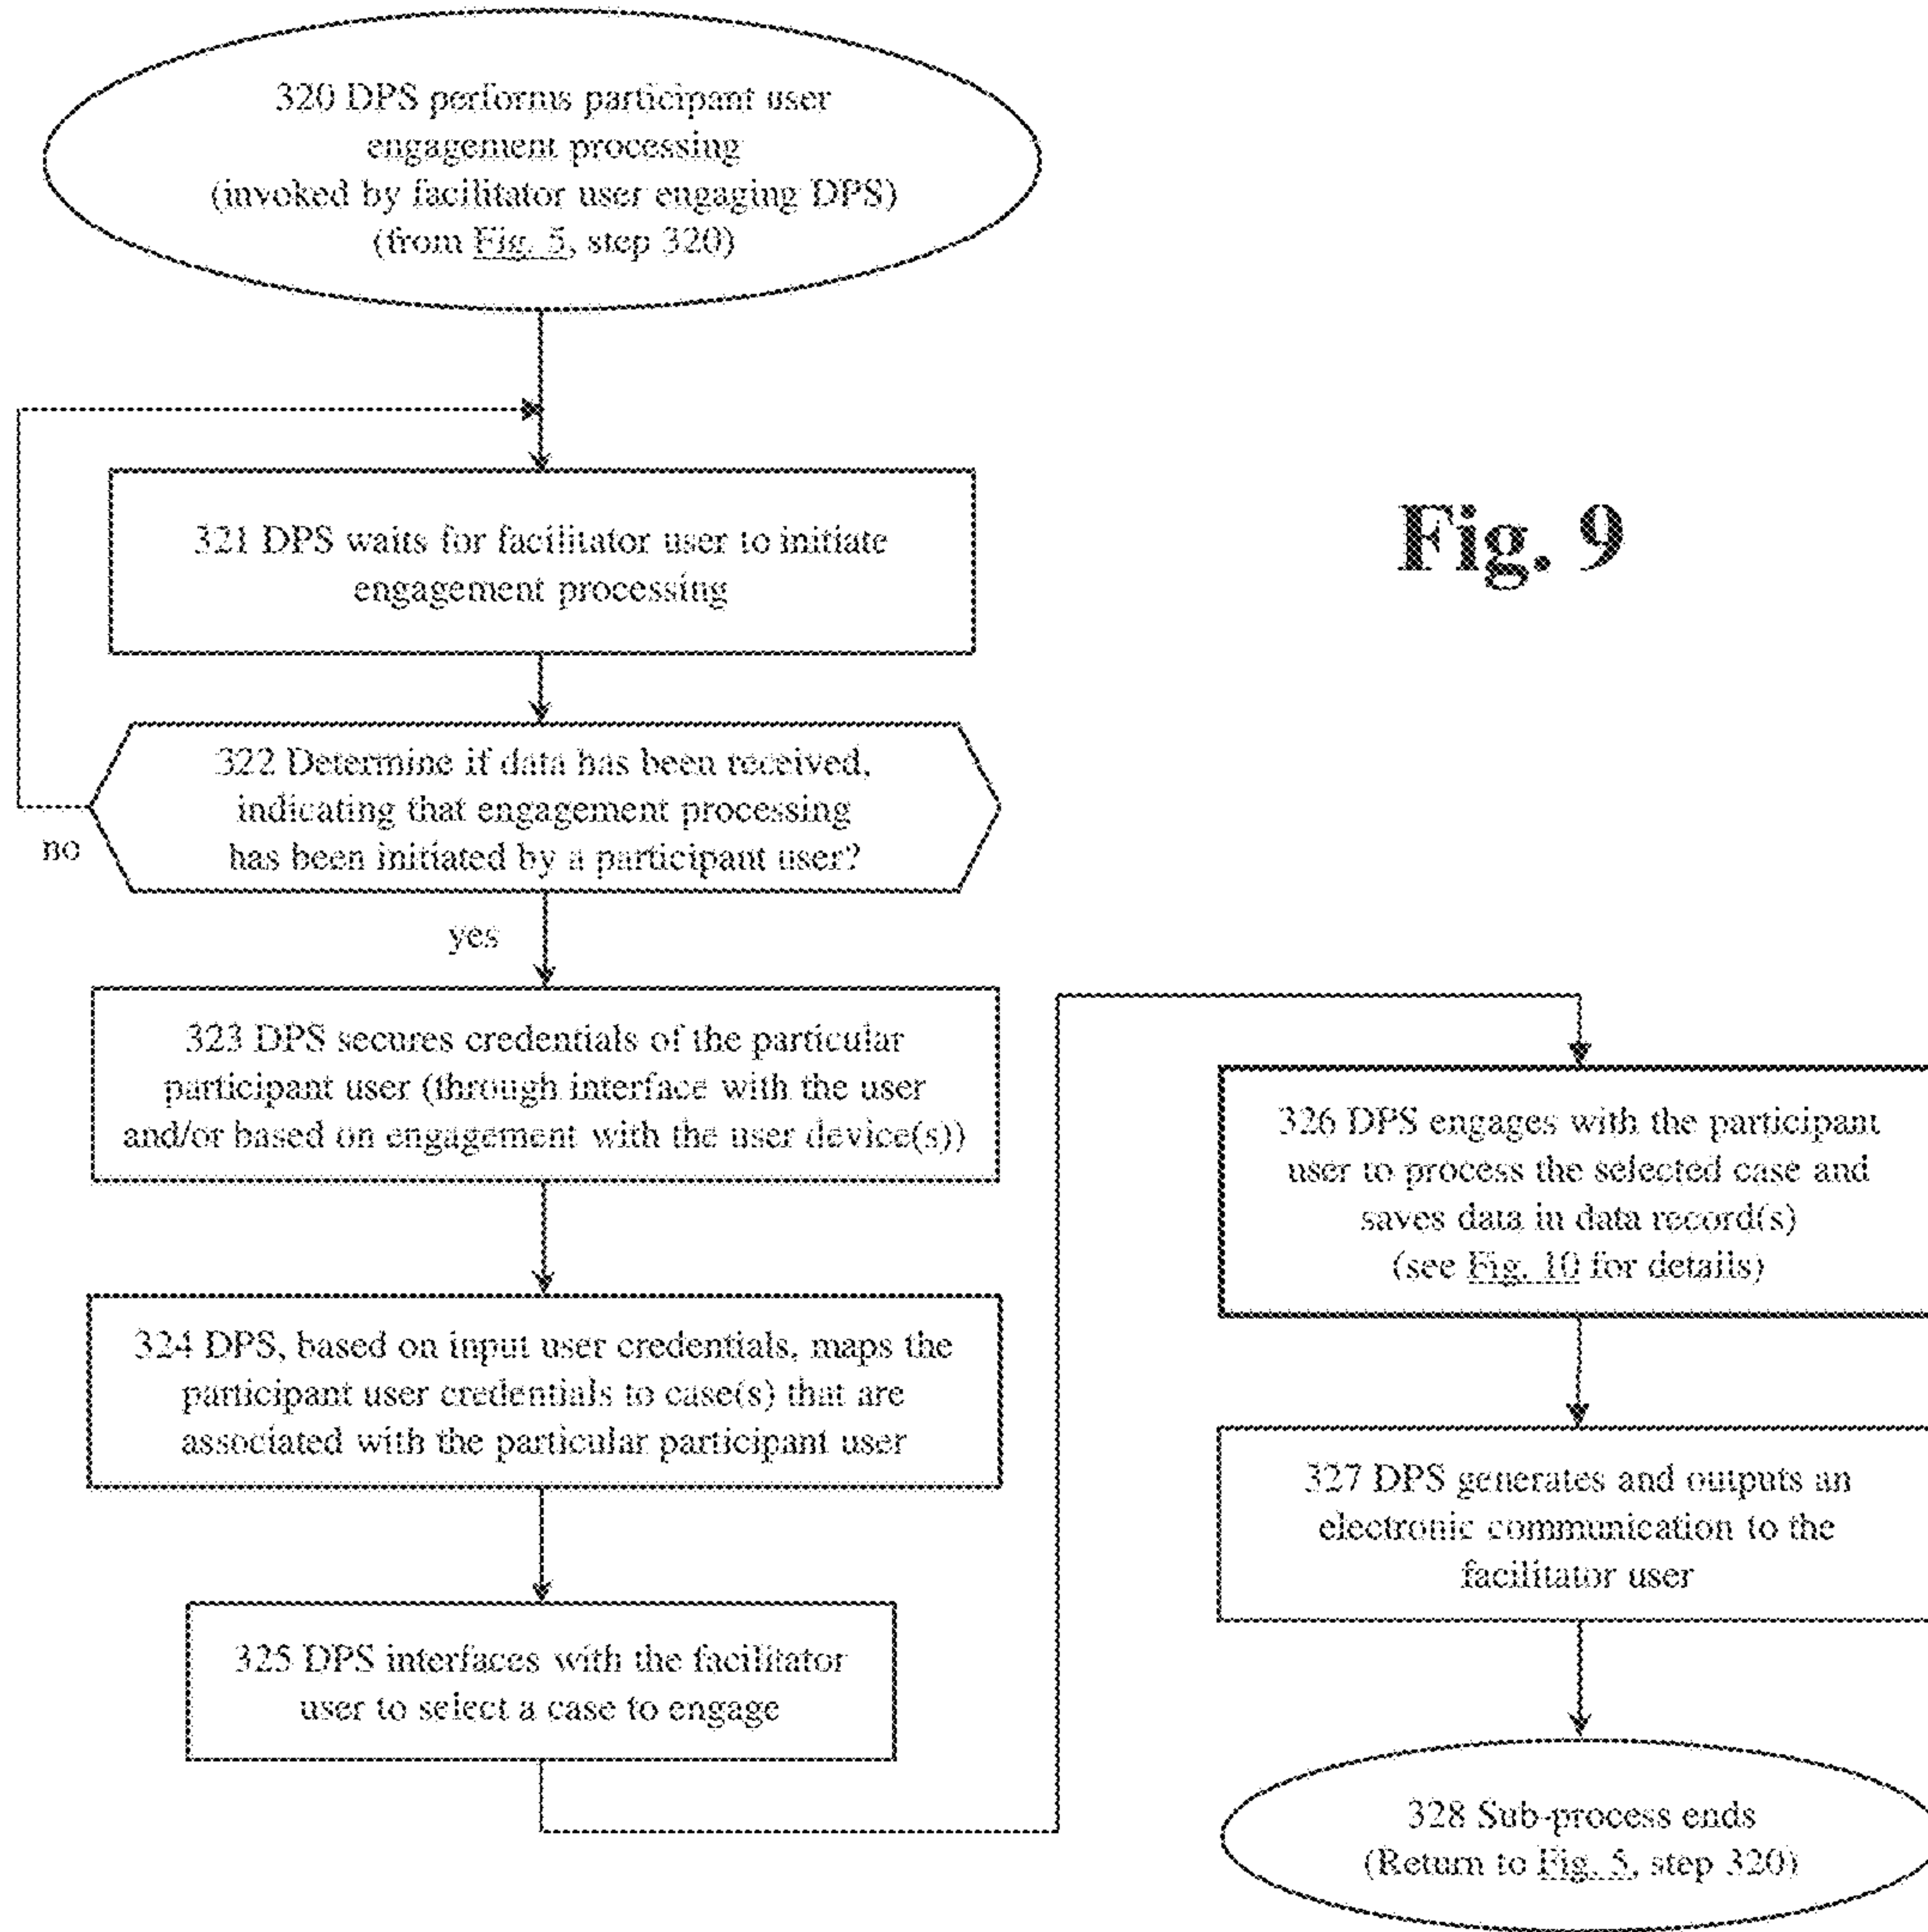 320 DPS performs participant user
engagement processing
(invoked by facilitator user engaging DPS)
(from Fig. 5, step 320)
321 DPS waits for facilitator user to initiate
engagement processing
322 Determine if data has been received,
indicating that engagement processing
has been initiated by a participant user?
no
yes
323 DPS secures credentials of the particular
participant user (through interface with the user
and/or based on engagement with the user device(s))
324 DPS, based on input user credentials, maps the
participant user credentials to case(s) that are
associated with the particular participant user
325 DPS interfaces with the facilitator
user to select a case to engage
Fig. 9
326 DPS engages with the participant
user to process the selected case and
saves data in data record(s)
(see Fig. 10 for details)
327 DPS generates and outputs an
electronic communication to the
facilitator user
328 Sub-process ends
(Return to Fig. 5, step 320)